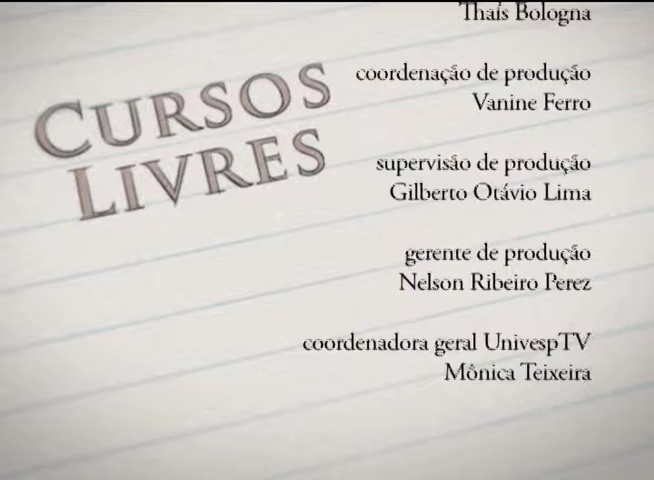 Thaís Bologna
CURSOS
LIVRES
coordenação de produção
Vanine Ferro
supervisão de produção
Gilberto Otávio Lima
gerente de produção
Nelson Ribeiro Perez
coordenadora geral UnivespTV
Mônica Teixeira